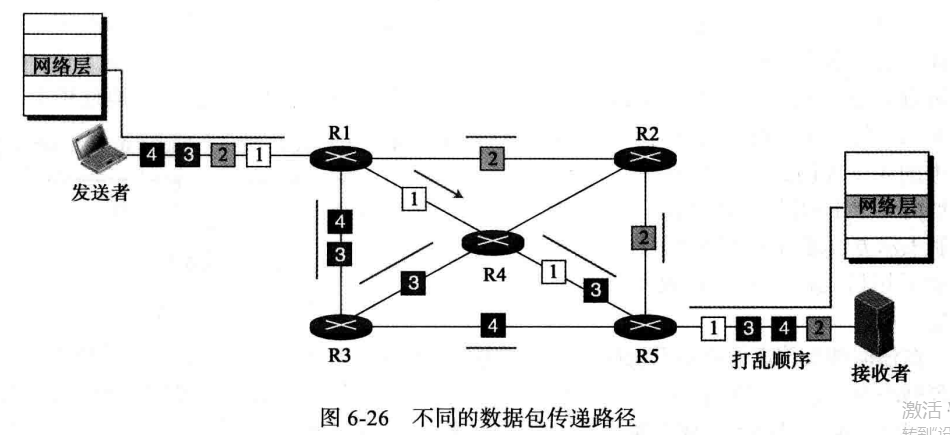 网络层
发送者
4 3 2 1
R1
2
R2
1
4
3
2
R4
3
1
3
网络层
R3
4
R5
1 3 4 2
打乱顺序
接收者
图 6-26 不同的数据包传递路径
激活